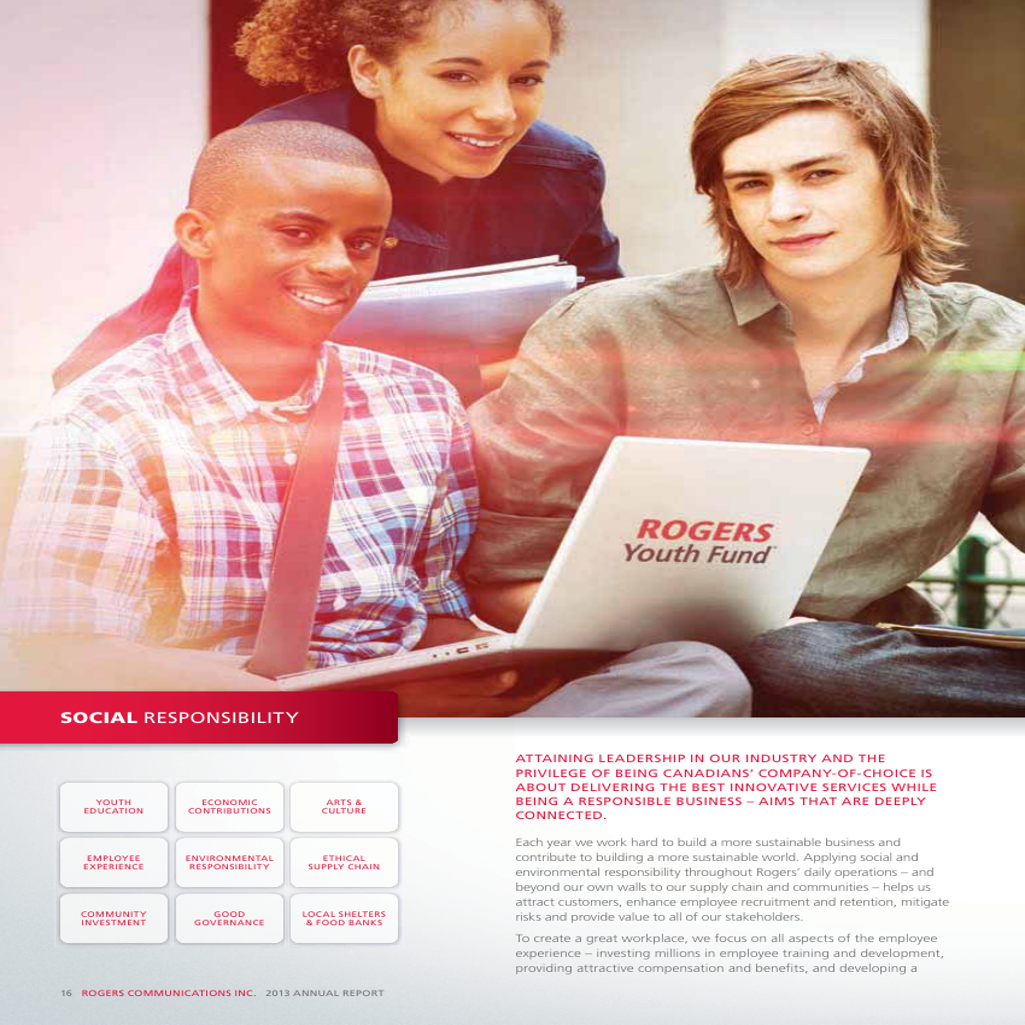 ROGERS
Youth Fund™
SOCIAL RESPONSIBILITY
YOUTH
EDUCATION
ECONOMIC
CONTRIBUTIONS
ARTS &
CULTURE
EMPLOYEE
EXPERIENCE
ENVIRONMENTAL
RESPONSIBILITY
ETHICAL
SUPPLY CHAIN
COMMUNITY
INVESTMENT
GOOD
GOVERNANCE
LOCAL SHELTERS
& FOOD BANKS
ATTAINING LEADERSHIP IN OUR INDUSTRY AND THE
PRIVILEGE OF BEING CANADIANS’ COMPANY-OF-CHOICE IS
ABOUT DELIVERING THE BEST INNOVATIVE SERVICES WHILE
BEING A RESPONSIBLE BUSINESS – AIMS THAT ARE DEEPLY
CONNECTED.
Each year we work hard to build a more sustainable business and
contribute to building a more sustainable world. Applying social and
environmental responsibility throughout Rogers’ daily operations – and
beyond our own walls to our supply chain and communities – helps us
attract customers, enhance employee recruitment and retention, mitigate
risks and provide value to all of our stakeholders.
To create a great workplace, we focus on all aspects of the employee
experience – investing millions in employee training and development,
providing attractive compensation and benefits, and developing a
16 ROGERS COMMUNICATIONS INC. 2013 ANNUAL REPORT